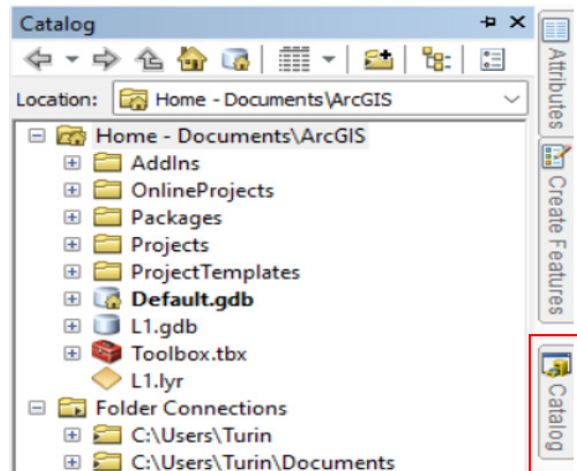 Catalog
Location: Home - Documents\ArcGIS
Home - Documents\ArcGIS
AddIns
OnlineProjects
Packages
Projects
ProjectTemplates
Default.gdb
L1.gdb
Toolbox.tbx
L1.lyr
Folder Connections
C:\Users\Turin
C:\Users\Turin\Documents
Attributes
Create Features
Catalog